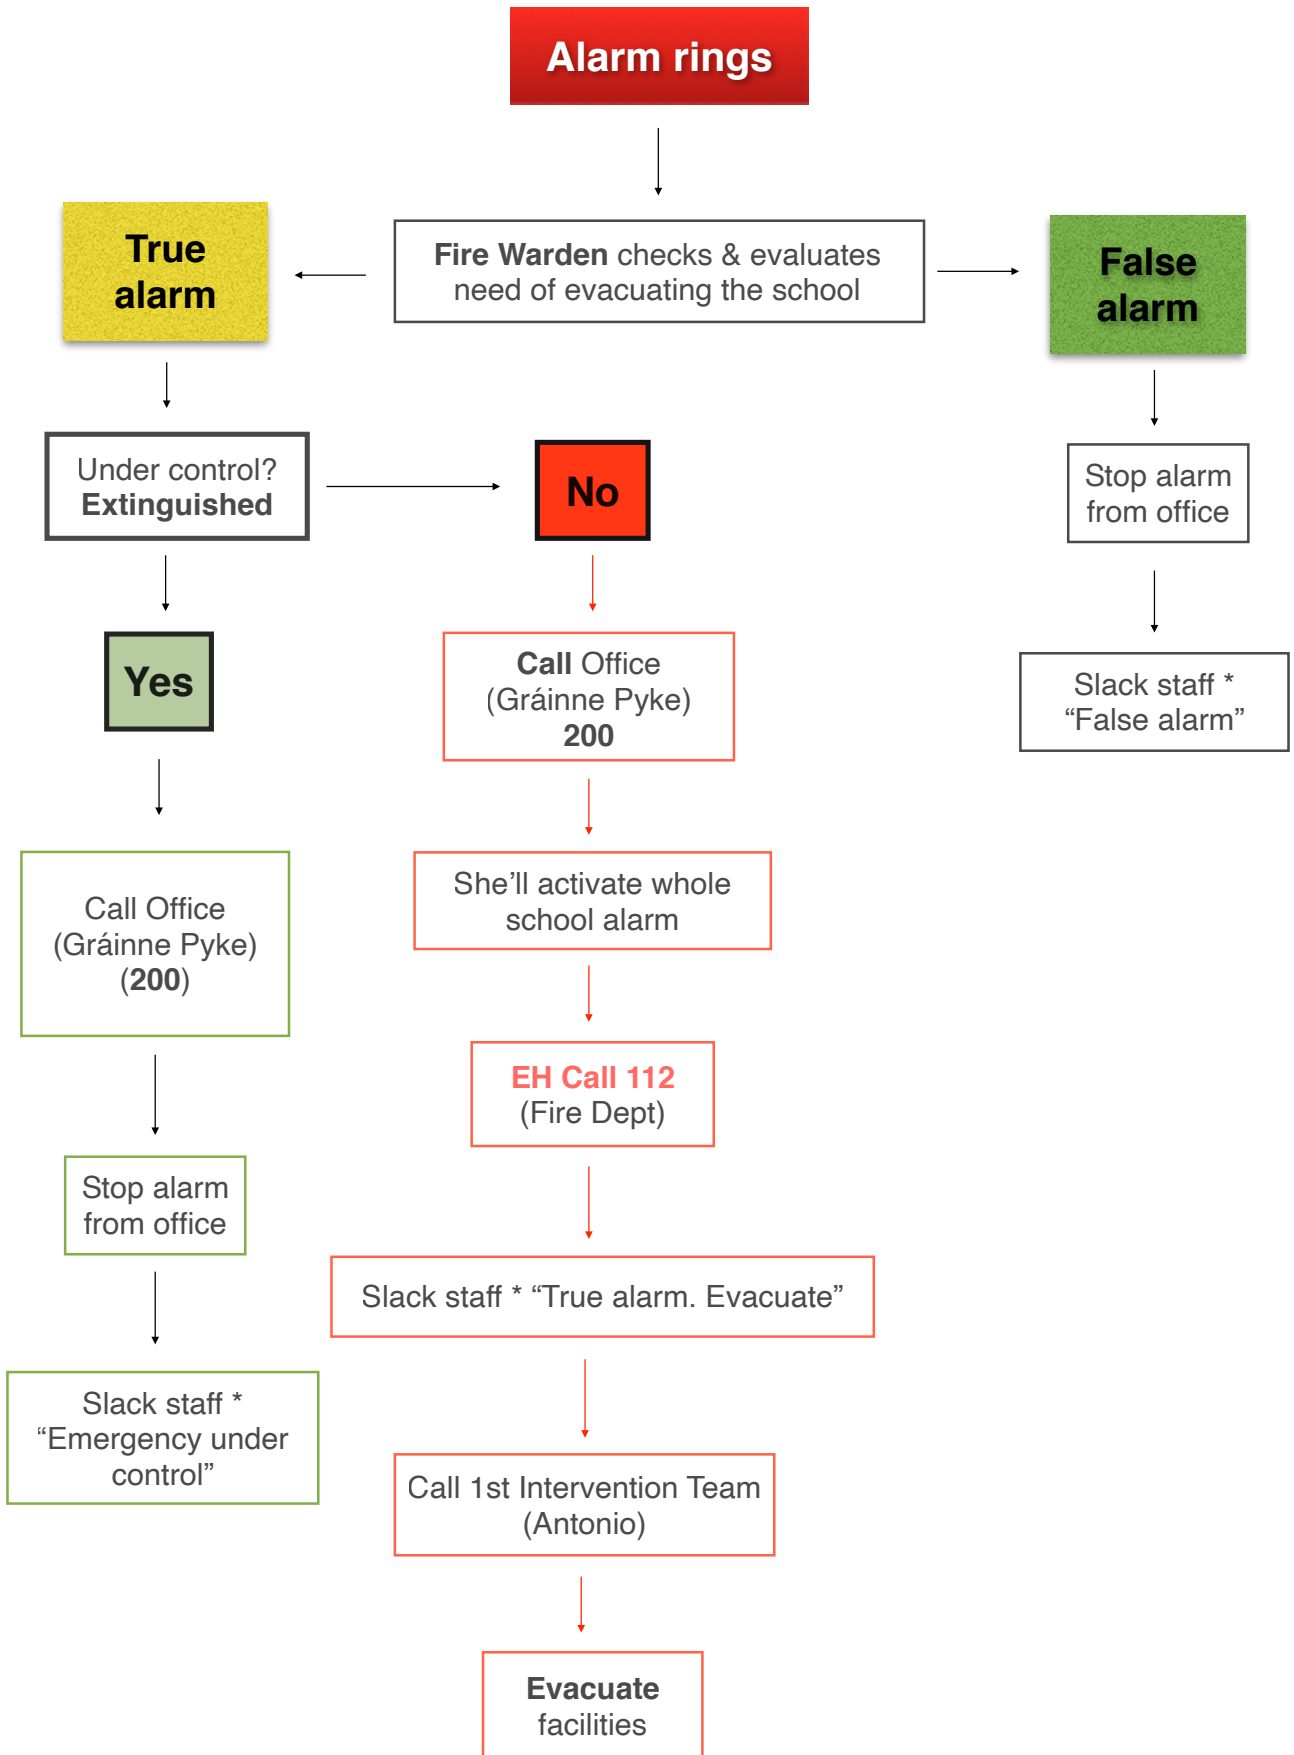 Alarm rings
True
alarm
Fire Warden checks & evaluates
need of evacuating the school
False
alarm
Under control?
Extinguished
No
Stop alarm
from office
Yes
Call Office
(Gráinne Pyke)
200
Slack staff *
“False alarm”
Call Office
(Gráinne Pyke)
(200)
She’ll activate whole
school alarm
EH Call 112
(Fire Dept)
Stop alarm
from office
Slack staff * “True alarm. Evacuate”
Slack staff *
“Emergency under
control”
Call 1st Intervention Team
(Antonio)
Evacuate
facilities